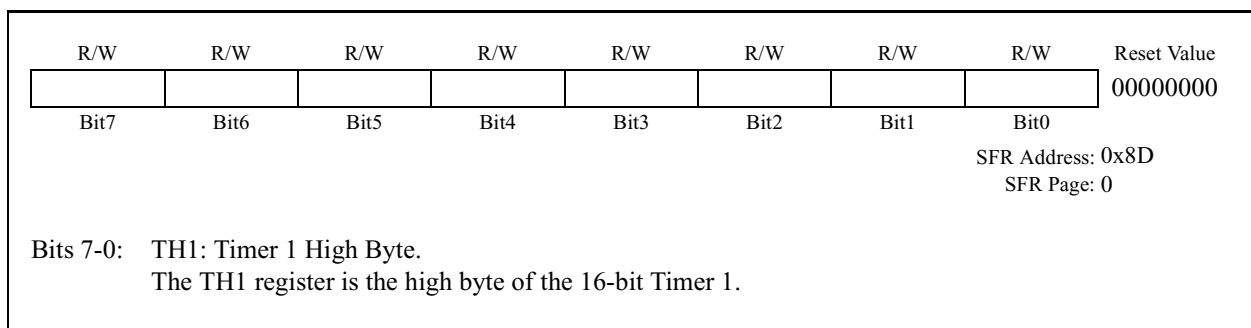 R/W R/W R/W R/W R/W R/W R/W R/W Reset Value
00000000
Bit7 Bit6 Bit5 Bit4 Bit3 Bit2 Bit1 Bit0
SFR Address: 0x8D
SFR Page: 0
Bits 7-0: TH1: Timer 1 High Byte.
The TH1 register is the high byte of the 16-bit Timer 1.